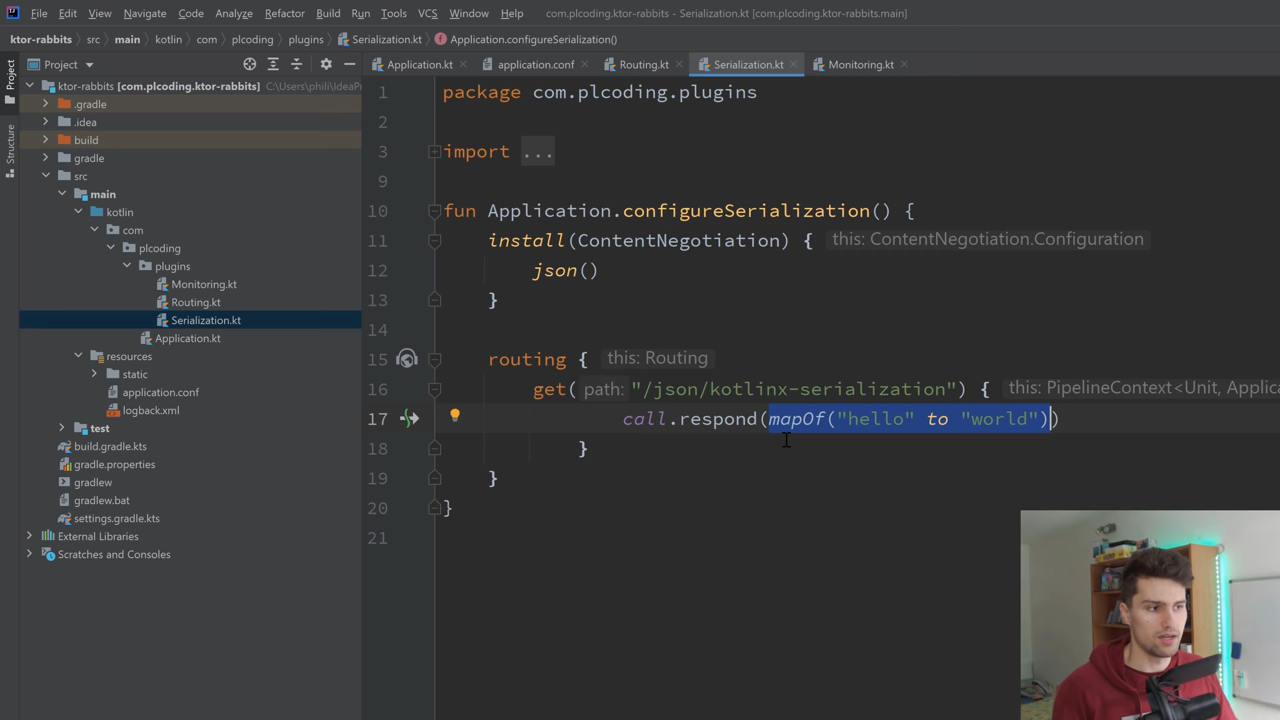 File Edit View Navigate Code Analyze Refactor Build Run Tools VCS Window Help com.plcoding.ktor-rabbits - Serialization.kt [com.plcoding.ktor-rabbits.main]
ktor-rabbits src main kotlin com plcoding plugins Serialization.kt Application.configureSerialization()
Project
Structure
Project
ktor-rabbits [com.plcoding.ktor-rabbits] C:\Users\phili\IdeaP
.gradle
.idea
build
gradle
src
main
kotlin
com
plcoding
plugins
Monitoring.kt
Routing.kt
Serialization.kt
Application.kt
resources
static
application.conf
logback.xml
test
build.gradle.kts
gradle.properties
gradlew
gradlew.bat
settings.gradle.kts
External Libraries
Scratches and Consoles
Application.kt application.conf Routing.kt Serialization.kt Monitoring.kt
1 package com.plcoding.plugins
2
3 import ...
9
10 fun Application.configureSerialization() {
11 install(ContentNegotiation) { this: ContentNegotiation.Configuration
12 json()
13 }
14
15 routing { this: Routing
16 get( path: "/json/kotlinx-serialization") { this: PipelineContext<Unit, Applica
17 call.respond(mapOf("hello" to "world"))
18 }
19 }
20 }
21